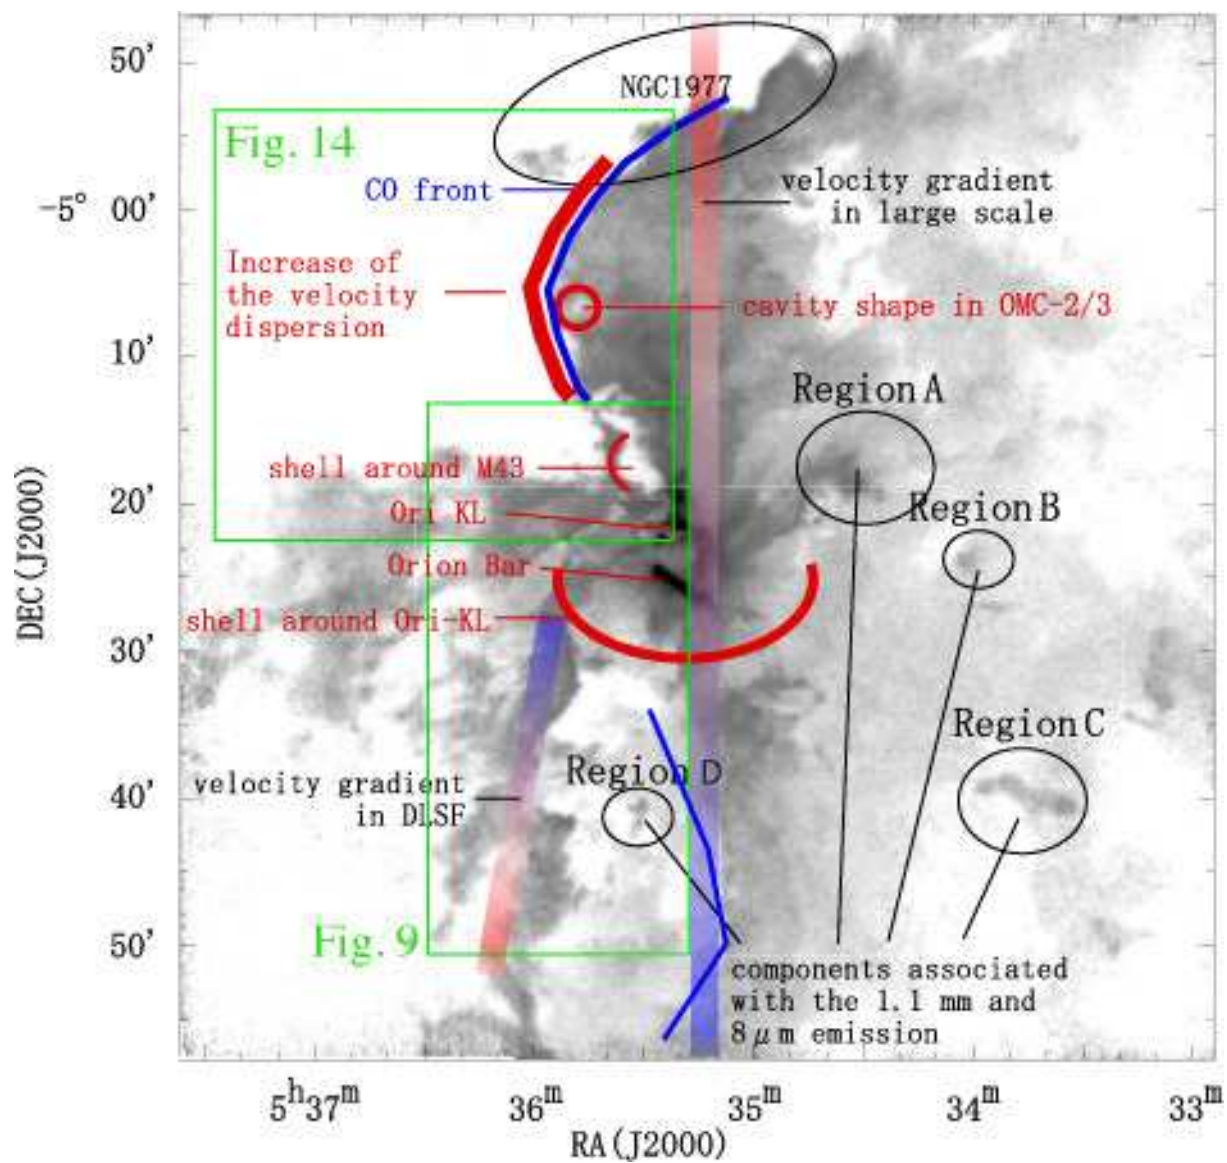 NGC1977
Fig. 14
CO front
velocity gradient
in large scale
Increase of
the velocity
dispersion
cavity shape in OMC-2/3
Region A
shell around M43
Ori KL
Region B
Orion Bar
shell around Ori-KL
Region C
Region D
velocity gradient
in DLSF
Fig. 9
components associated
with the 1.1 mm and
8μm emission
50'
-5° 00'
10'
20'
30'
40'
50'
DEC(J2000)
5ʰ37ᵐ
36ᵐ
35ᵐ
34ᵐ
33ᵐ
RA(J2000)